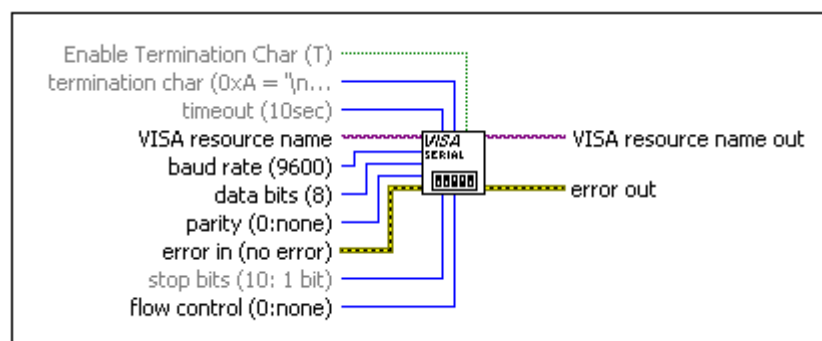 Enable Termination Char (T)
termination char (0xA = "\n...
timeout (10sec)
VISA resource name
baud rate (9600)
data bits (8)
parity (0:none)
error in (no error)
stop bits (10: 1 bit)
flow control (0:none)
VISA
SERIAL
VISA resource name out
error out